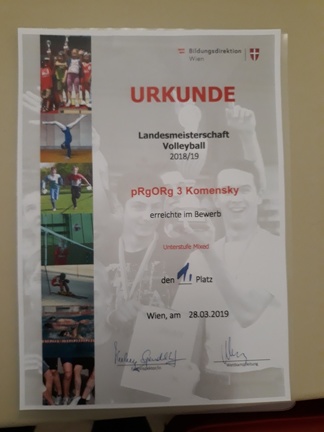 Bildungsdirektion
Wien
URKUNDE
Landesmeisterschaft
Volleyball
2018/19
pRgORg 3 Komensky
erreichte im Bewerb
Unterstufe Mixed
den 1. Platz
Wien, am 28.03.2019